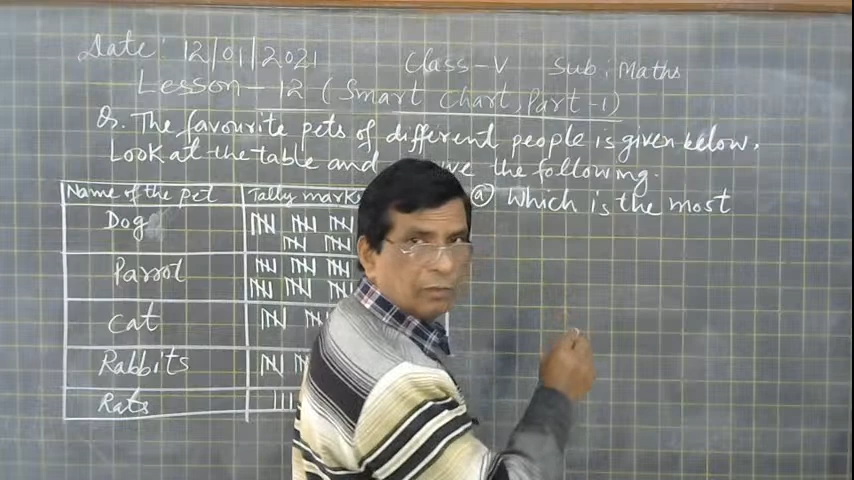 Date: 12/01/2021 Class-V Sub: Maths
Lesson-12 (Smart Chart, Part-1)
Q. The favourite pets of different people is given below.
Look at the table and the following.
Name of the pet Tally marks
(a) Which is the most
Dog
Parrot
Cat
Rabbits
Rats